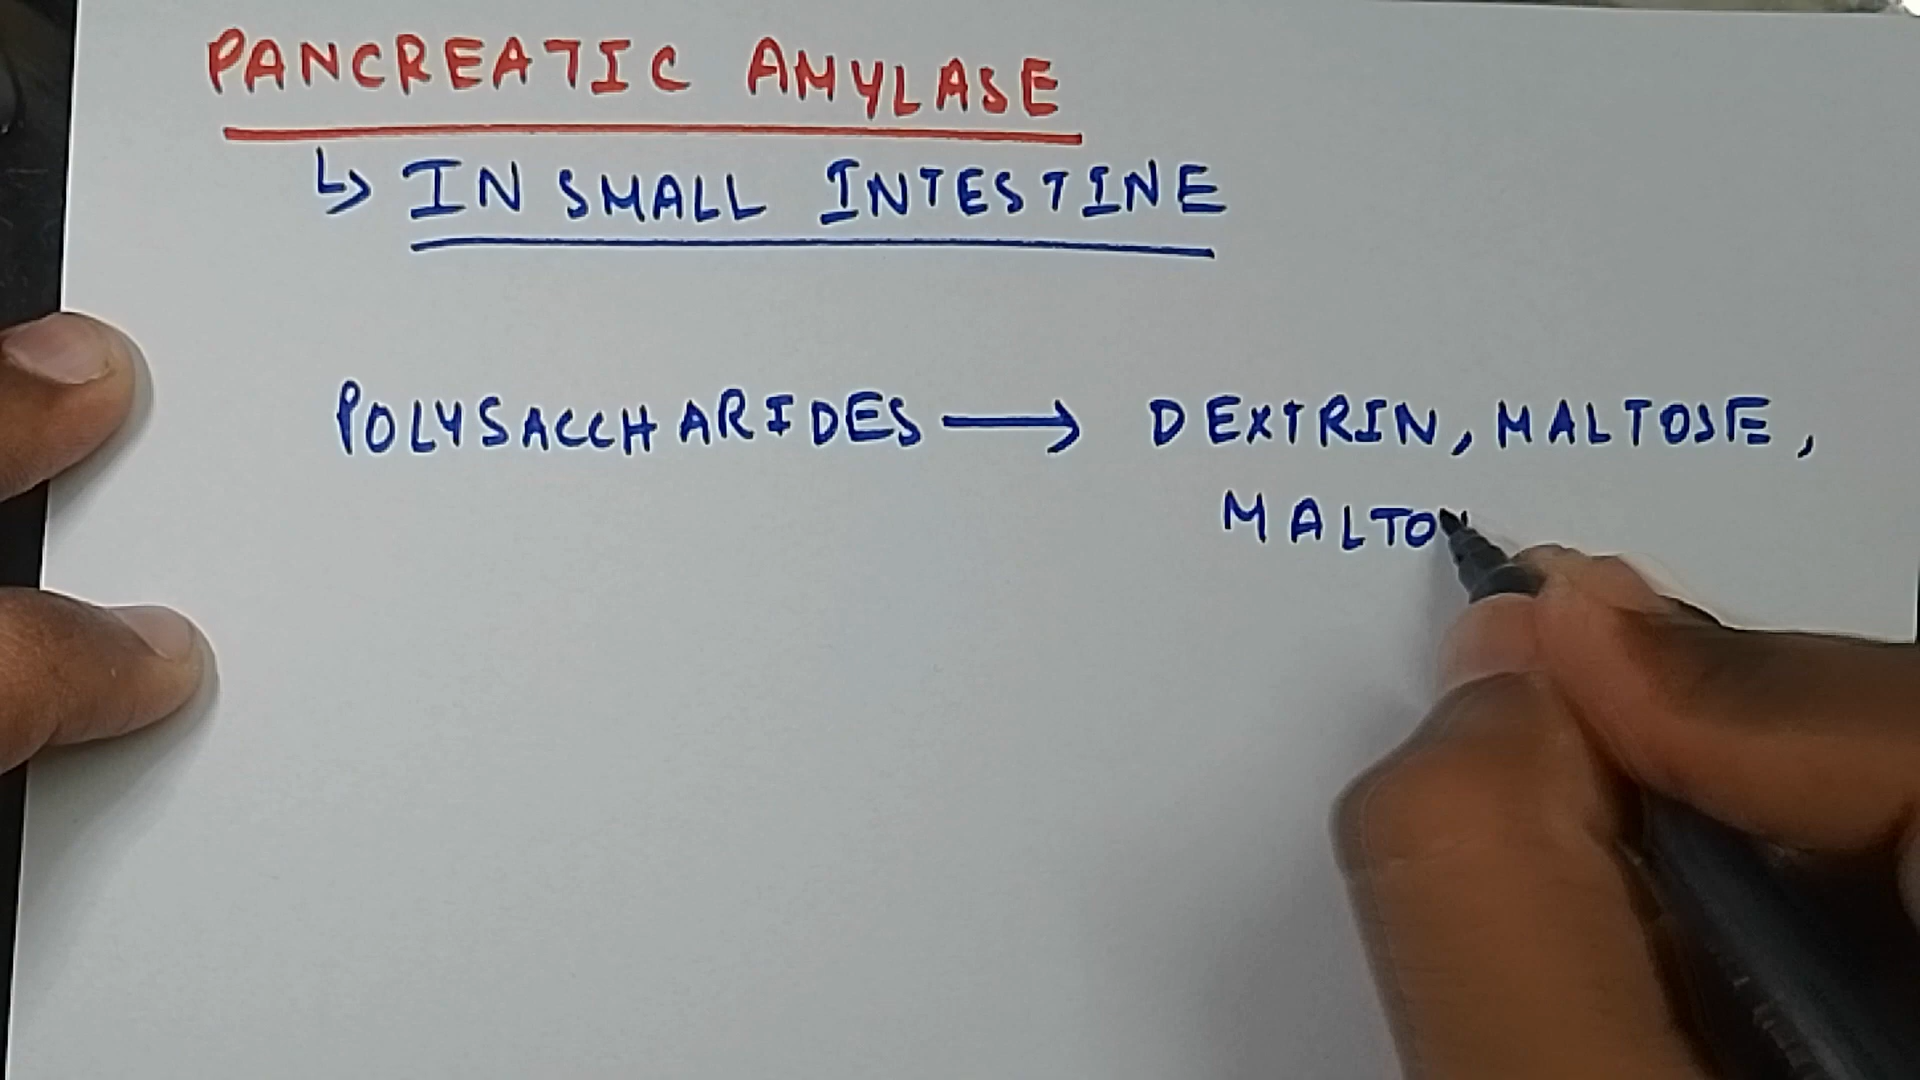 PANCREATIC AMYLASE
↳ IN SMALL INTESTINE
POLYSACCHARIDES → DEXTRIN, MALTOSE,
MALTO